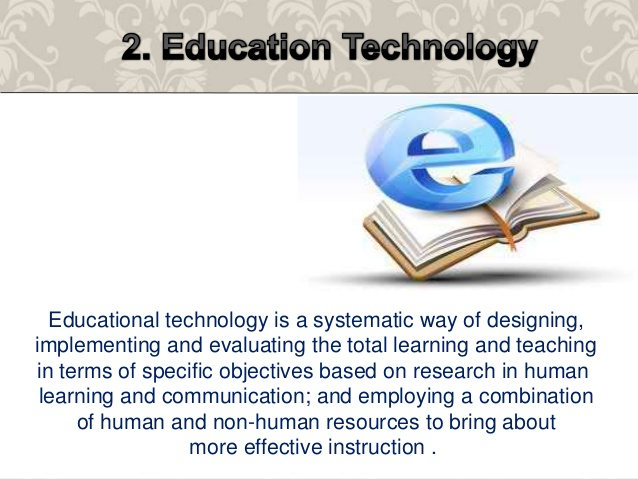 2. Education Technology
e
Educational technology is a systematic way of designing,
implementing and evaluating the total learning and teaching
in terms of specific objectives based on research in human
learning and communication; and employing a combination
of human and non-human resources to bring about
more effective instruction .